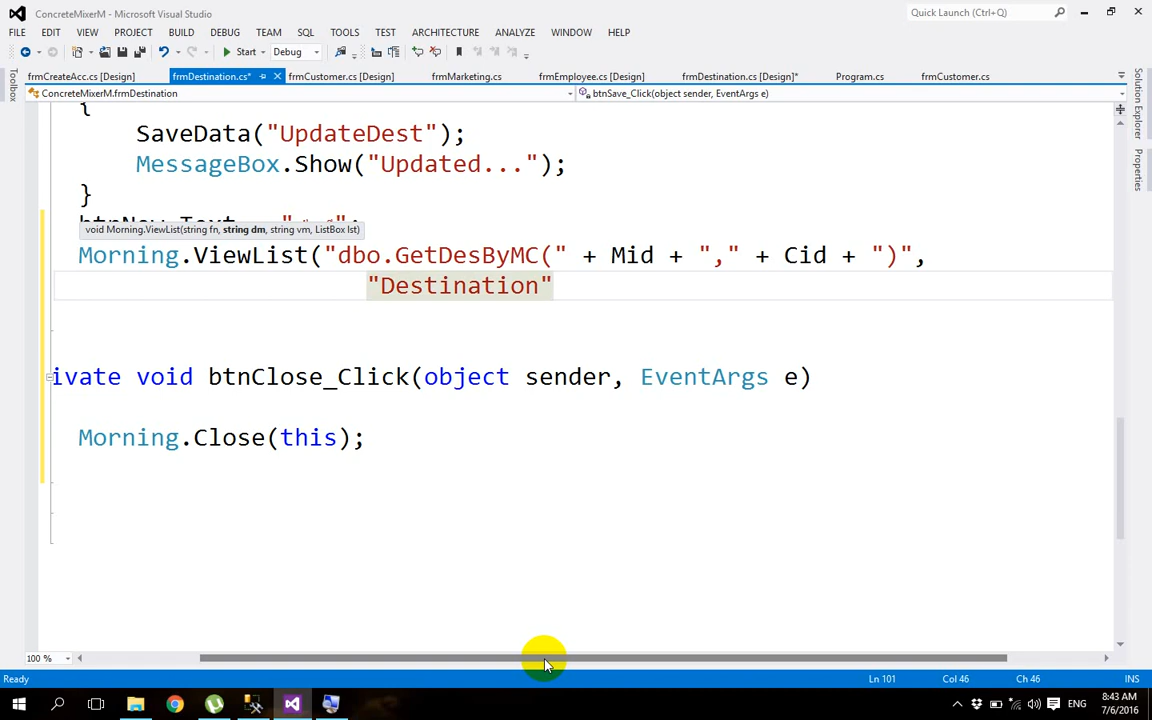 ConcreteMixerM - Microsoft Visual Studio
Quick Launch (Ctrl+Q)
FILE EDIT VIEW PROJECT BUILD DEBUG TEAM SQL TOOLS TEST ARCHITECTURE ANALYZE WINDOW HELP
Start Debug
frmCreateAcc.cs [Design] frmDestination.cs* frmCustomer.cs [Design] frmMarketing.cs frmEmployee.cs [Design] frmDestination.cs [Design]* Program.cs frmCustomer.cs
ConcreteMixerM.frmDestination btnSave_Click(object sender, EventArgs e)
Toolbox
Solution Explorer
Properties
{
SaveData("UpdateDest");
MessageBox.Show("Updated...");
}
void Morning.ViewList(string fn, string dm, string vm, ListBox lst)
Morning.ViewList("dbo.GetDesByMC(" + Mid + "," + Cid + ")",
"Destination"
ivate void btnClose_Click(object sender, EventArgs e)
Morning.Close(this);
100 %
Ready Ln 101 Col 46 Ch 46 INS
ENG 8:43 AM
7/6/2016